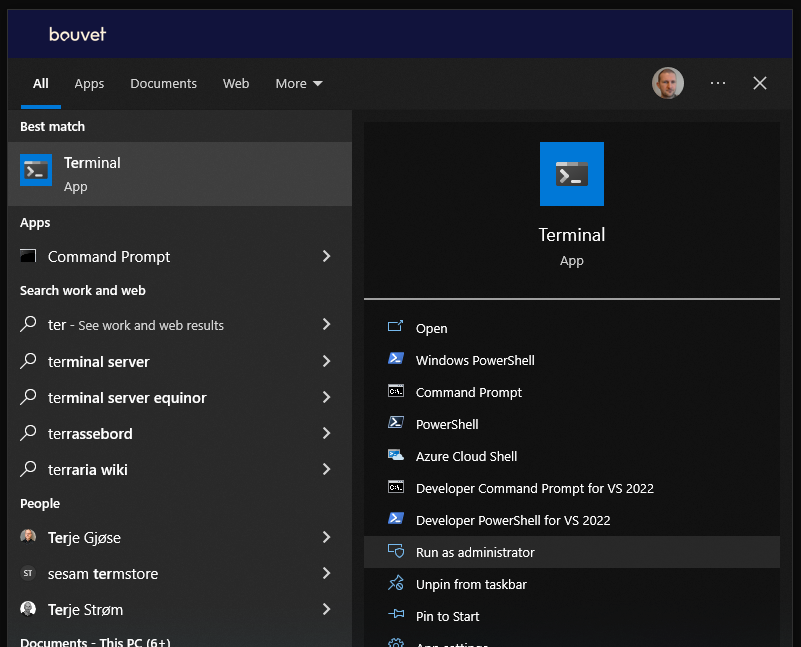 bouvet
All Apps Documents Web More
Best match
Terminal
App
Apps
Command Prompt
Search work and web
ter - See work and web results
terminal server
terminal server equinor
terrassebord
terraria wiki
People
Terje Gjøse
ST sesam termstore
Terje Strøm
Documents - This PC (6+)
Terminal
App
Open
Windows PowerShell
C:\. Command Prompt
PowerShell
Azure Cloud Shell
C:\. Developer Command Prompt for VS 2022
Developer PowerShell for VS 2022
Run as administrator
Unpin from taskbar
Pin to Start
App settings